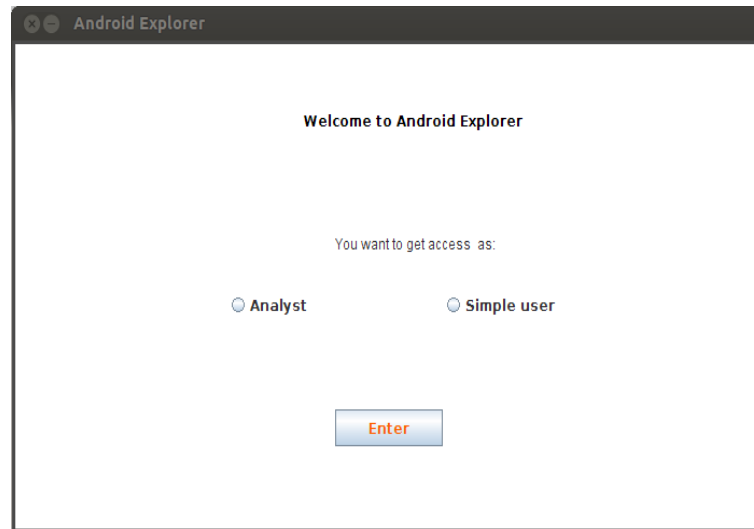 Android Explorer
Welcome to Android Explorer
You want to get access as:
Analyst Simple user
Enter